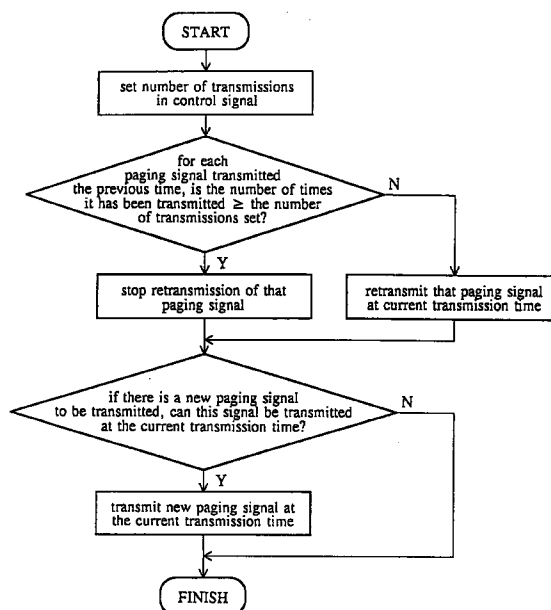 START
set number of transmissions
in control signal
for each
paging signal transmitted
the previous time, is the number of times
it has been transmitted ≥ the number
of transmissions set?
N
Y
stop retransmission of that
paging signal
retransmit that paging signal
at current transmission time
if there is a new paging signal
to be transmitted, can this signal be transmitted
at the current transmission time?
N
Y
transmit new paging signal at
the current transmission time
FINISH